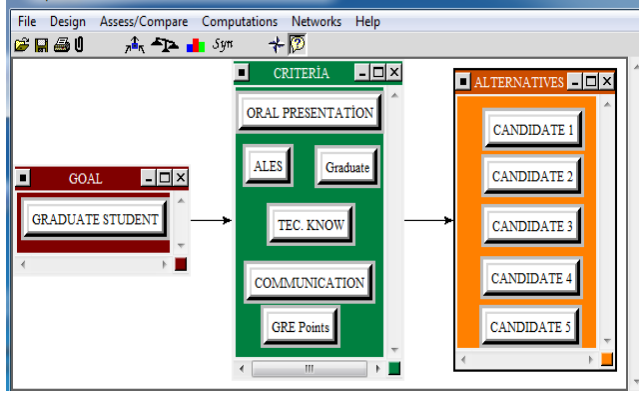 File Design Assess/Compare Computations Networks Help
Syn
GOAL
GRADUATE STUDENT
CRITERİA
ORAL PRESENTATİON
ALES Graduate
TEC. KNOW
COMMUNICATION
GRE Points
ALTERNATIVES
CANDIDATE 1
CANDIDATE 2
CANDIDATE 3
CANDIDATE 4
CANDIDATE 5